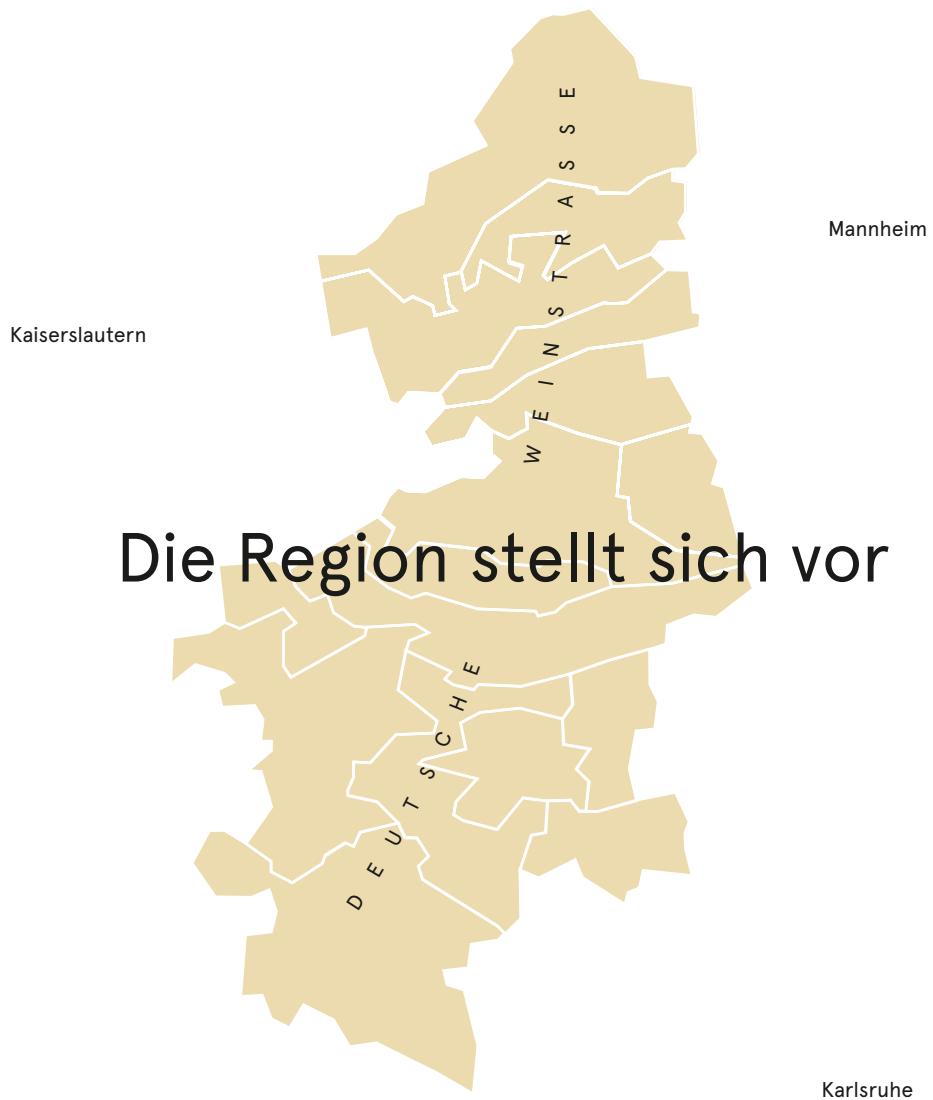 Mannheim
Kaiserslautern
Die Region stellt sich vor
DEUTSCHE WEINSTRASSE
Karlsruhe